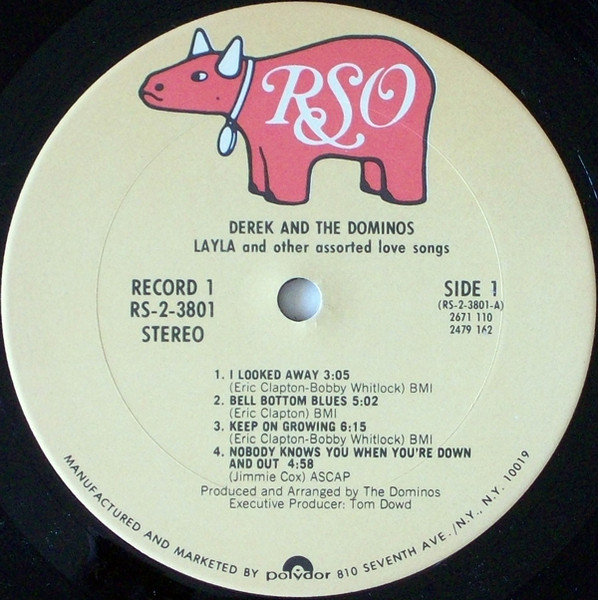 RSO
DEREK AND THE DOMINOS
LAYLA and other assorted love songs
RECORD 1
RS-2-3801
STEREO
SIDE 1
(RS-2-3801-A)
2671 110
2479 162
1. I LOOKED AWAY 3:05
(Eric Clapton-Bobby Whitlock) BMI
2. BELL BOTTOM BLUES 5:02
(Eric Clapton) BMI
3. KEEP ON GROWING 6:15
(Eric Clapton-Bobby Whitlock) BMI
4. NOBODY KNOWS YOU WHEN YOU'RE DOWN
AND OUT 4:58
(Jimmie Cox) ASCAP
Produced and Arranged by The Dominos
Executive Producer: Tom Dowd
MANUFACTURED AND MARKETED BY polydor 810 SEVENTH AVE./N.Y., N.Y. 10019